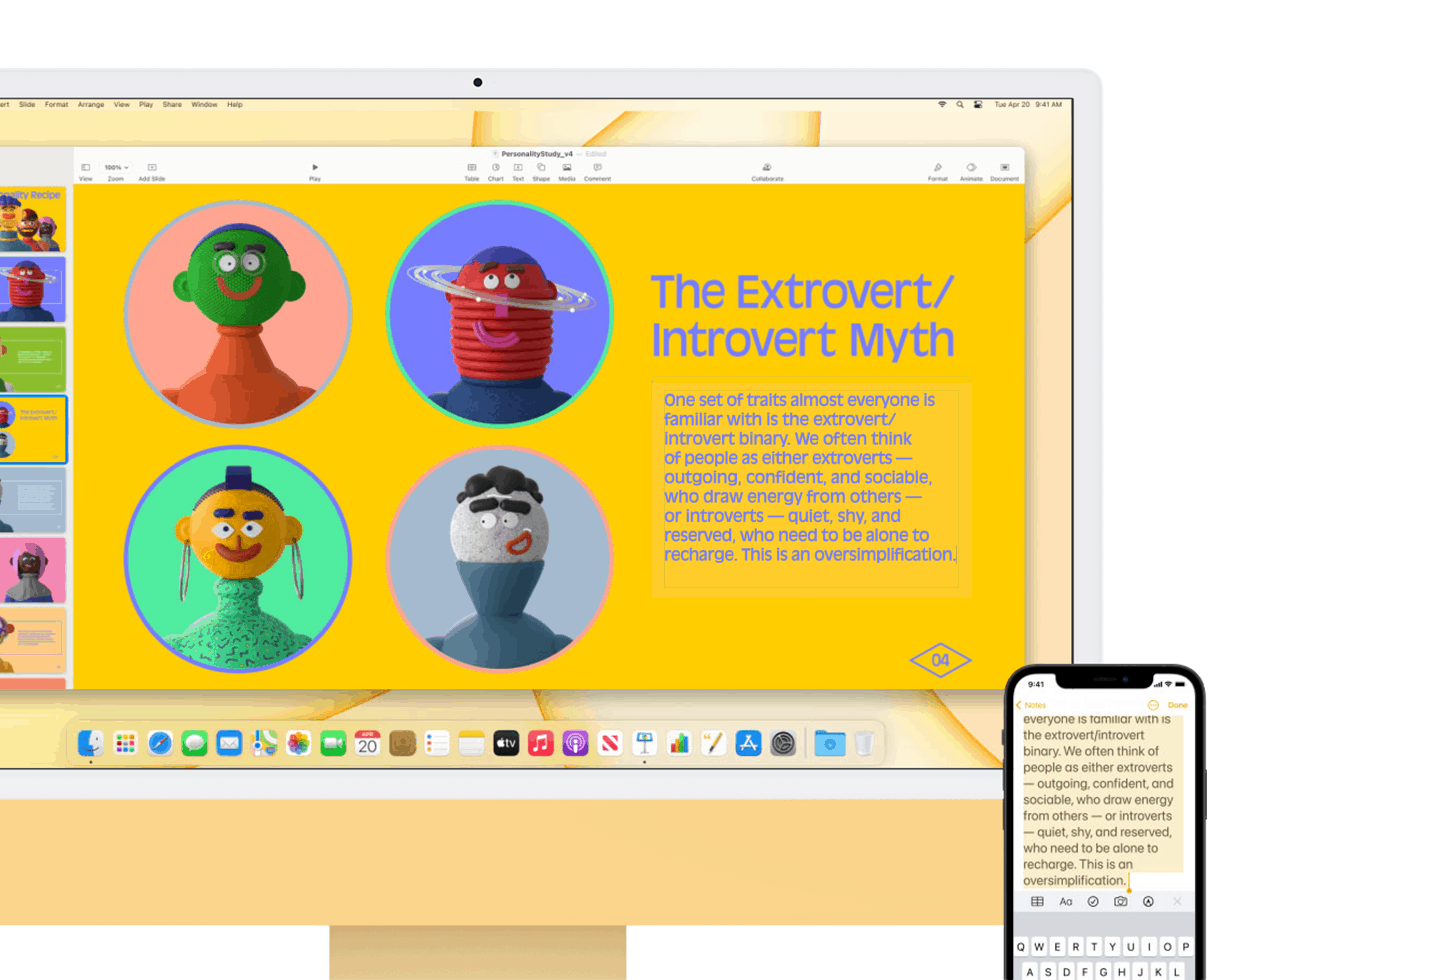 Slide Format Arrange View Play Share Window Help
Tue Apr 20 9:41 AM
PersonalityStudy_v4 — Edited
100%
View Zoom Add Slide Play Table Chart Text Shape Media Comment Collaborate Format Animate Document
Recipe
The Extrovert/
Introvert Myth
One set of traits almost everyone is
familiar with is the extrovert/
introvert binary. We often think
of people as either extroverts —
outgoing, confident, and sociable,
who draw energy from others —
or introverts — quiet, shy, and
reserved, who need to be alone to
recharge. This is an oversimplification.
04
APR
20
tv
9:41
Notes
Done
everyone is familiar with is
the extrovert/introvert
binary. We often think of
people as either extroverts
— outgoing, confident, and
sociable, who draw energy
from others — or introverts
— quiet, shy, and reserved,
who need to be alone to
recharge. This is an
oversimplification.
Aa
Q W E R T Y U I O P
A S D F G H J K L